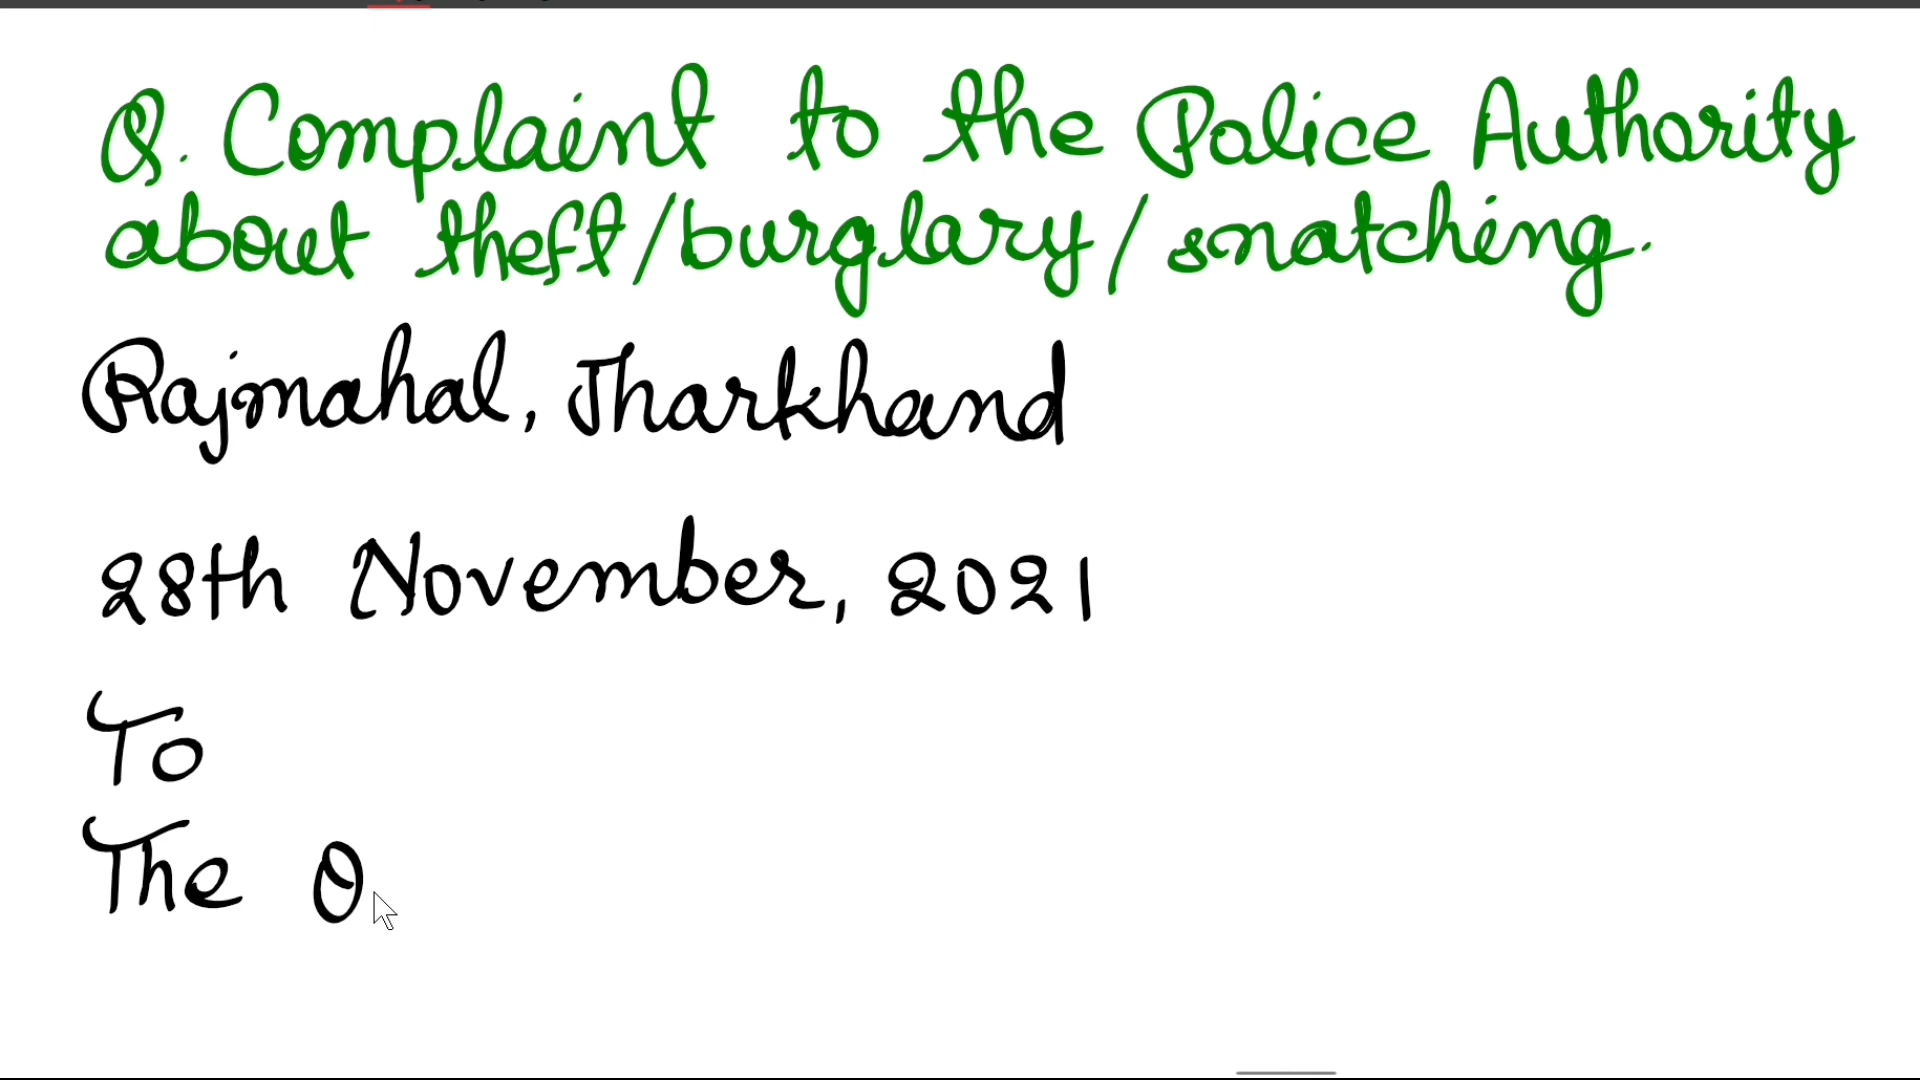 Q. Complaint to the Police Authority
about theft/burglary/snatching.
Rajmahal, Jharkhand
28th November, 2021
To
The O